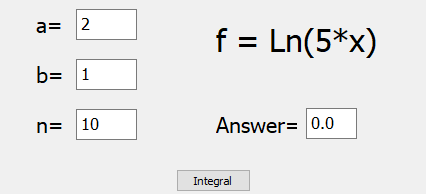 a= 2
f = Ln(5*x)
b= 1
n= 10
Answer= 0.0
Integral